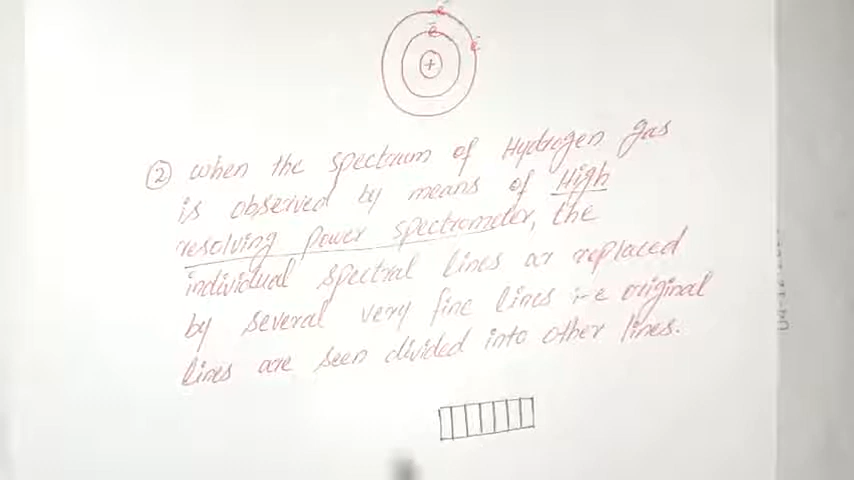 e
e
e
+
② When the spectrum of Hydrogen gas
is observed by means of High
resolving power spectrometer, the
individual spectral lines are replaced
by several very fine lines i-e original
lines are seen divided into other lines.